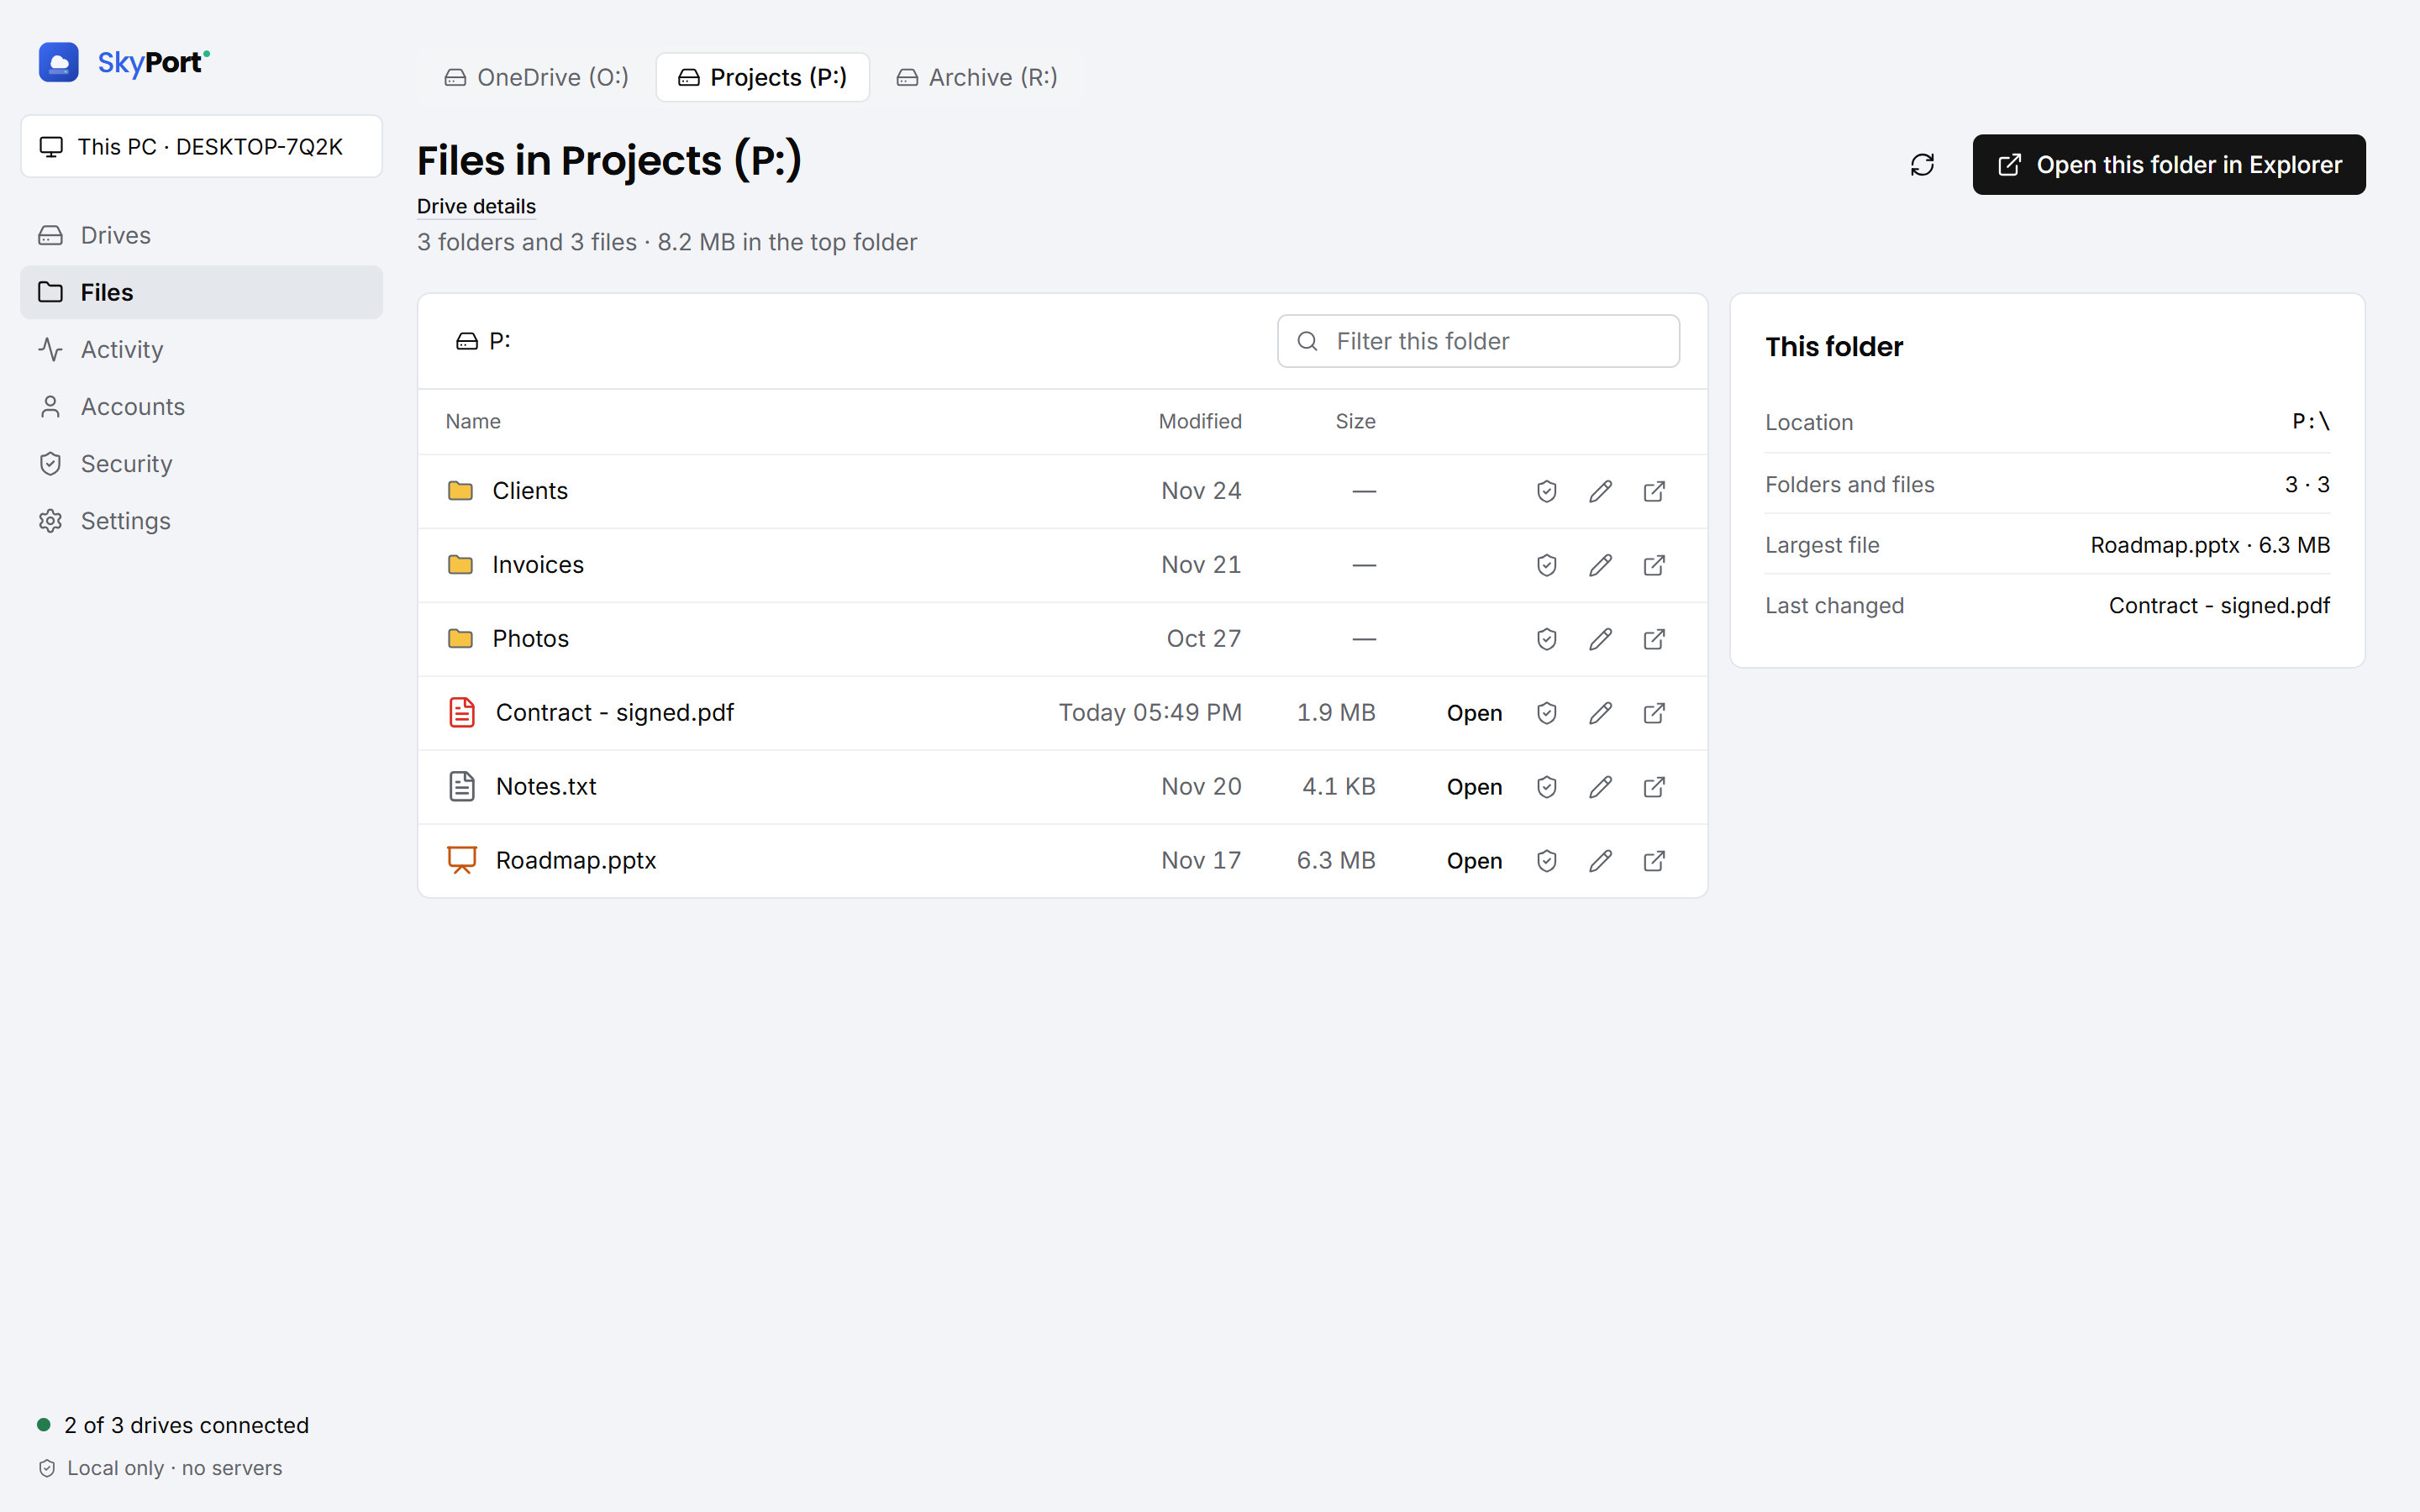 SkyPort
This PC · DESKTOP-7Q2K
Drives
Files
Activity
Accounts
Security
Settings
2 of 3 drives connected
Local only · no servers
OneDrive (O:) Projects (P:) Archive (R:)
Files in Projects (P:)
Drive details
3 folders and 3 files · 8.2 MB in the top folder
Open this folder in Explorer
P: Filter this folder
Name Modified Size
Clients Nov 24 —
Invoices Nov 21 —
Photos Oct 27 —
Contract - signed.pdf Today 05:49 PM 1.9 MB Open
Notes.txt Nov 20 4.1 KB Open
Roadmap.pptx Nov 17 6.3 MB Open
This folder
Location P:\
Folders and files 3 · 3
Largest file Roadmap.pptx · 6.3 MB
Last changed Contract - signed.pdf